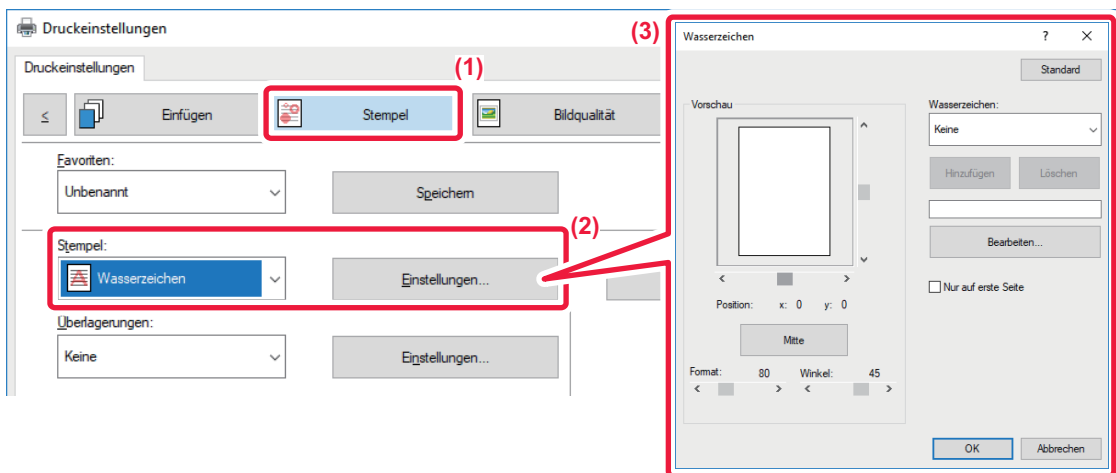 Druckeinstellungen
Druckeinstellungen
(1)
≤ Einfügen Stempel Bildqualität
Favoriten:
Unbenannt Speichern
(2)
Stempel:
Wasserzeichen Einstellungen...
Überlagerungen:
Keine Einstellungen...
(3)
Wasserzeichen ? ×
Standard
Vorschau
Wasserzeichen:
Keine
Hinzufügen Löschen
Bearbeiten...
Nur auf erste Seite
Position: x: 0 y: 0
Mitte
Format: 80 Winkel: 45
OK Abbrechen